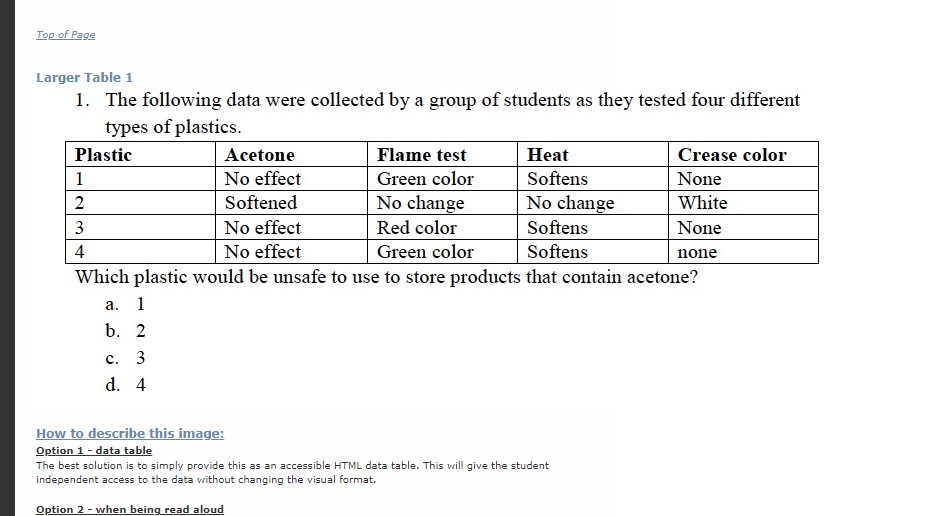 Top of Page
Larger Table 1
1. The following data were collected by a group of students as they tested four different
types of plastics.
Plastic Acetone Flame test Heat Crease color
1 No effect Green color Softens None
2 Softened No change No change White
3 No effect Red color Softens None
4 No effect Green color Softens none
Which plastic would be unsafe to use to store products that contain acetone?
a. 1
b. 2
c. 3
d. 4
How to describe this image:
Option 1 - data table
The best solution is to simply provide this as an accessible HTML data table. This will give the student
independent access to the data without changing the visual format.
Option 2 - when being read aloud